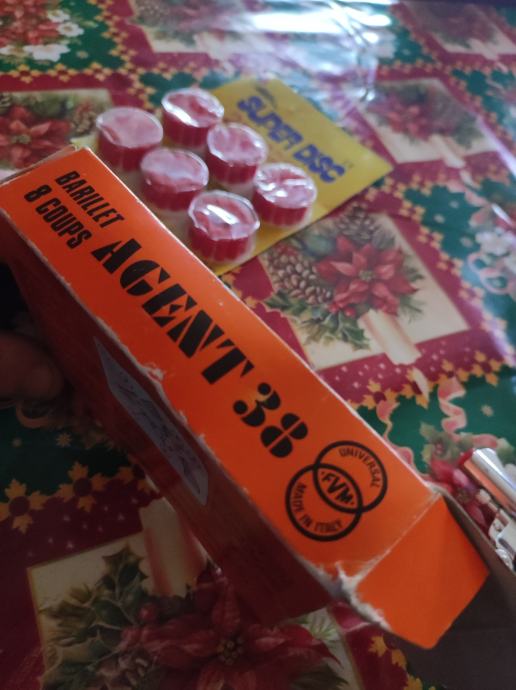 SUPER DISC
BARILLET
8 COUPS
AGENT 38
UNIVERSAL
FVM
MADE IN ITALY